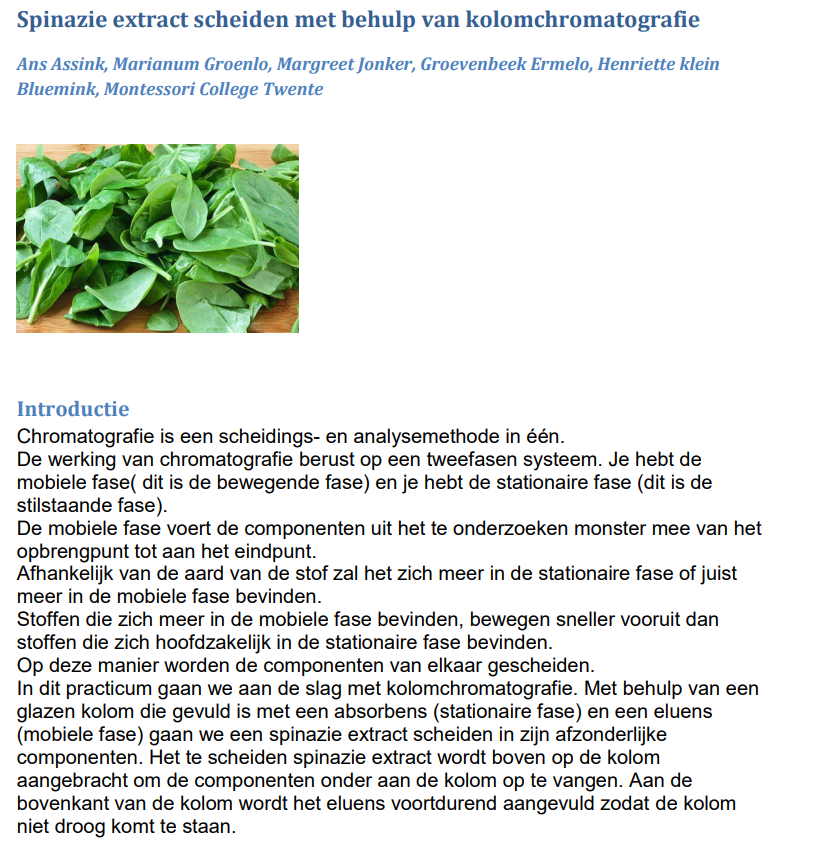 Spinazie extract scheiden met behulp van kolomchromatografie
Ans Assink, Marianum Groenlo, Margreet Jonker, Groevenbeek Ermelo, Henriette klein
Bluemink, Montessori College Twente
Introductie
Chromatografie is een scheidings- en analysemethode in één.
De werking van chromatografie berust op een tweefasen systeem. Je hebt de
mobiele fase( dit is de bewegende fase) en je hebt de stationaire fase (dit is de
stilstaande fase).
De mobiele fase voert de componenten uit het te onderzoeken monster mee van het
opbrengpunt tot aan het eindpunt.
Afhankelijk van de aard van de stof zal het zich meer in de stationaire fase of juist
meer in de mobiele fase bevinden.
Stoffen die zich meer in de mobiele fase bevinden, bewegen sneller vooruit dan
stoffen die zich hoofdzakelijk in de stationaire fase bevinden.
Op deze manier worden de componenten van elkaar gescheiden.
In dit practicum gaan we aan de slag met kolomchromatografie. Met behulp van een
glazen kolom die gevuld is met een absorbens (stationaire fase) en een eluens
(mobiele fase) gaan we een spinazie extract scheiden in zijn afzonderlijke
componenten. Het te scheiden spinazie extract wordt boven op de kolom
aangebracht om de componenten onder aan de kolom op te vangen. Aan de
bovenkant van de kolom wordt het eluens voortdurend aangevuld zodat de kolom
niet droog komt te staan.